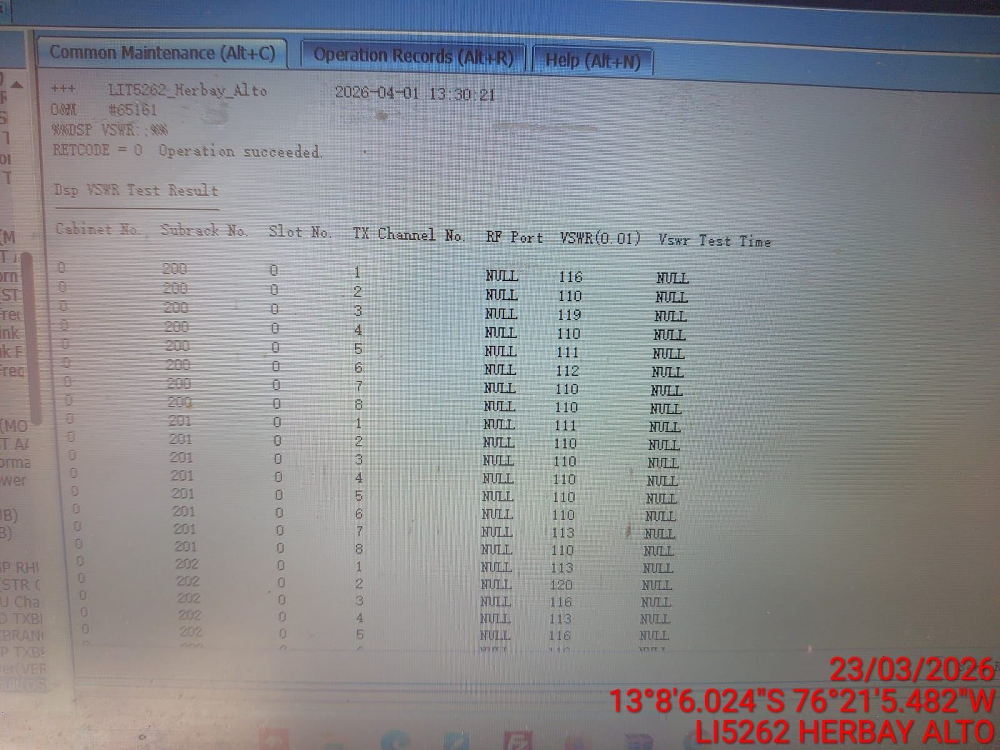 Common Maintenance (Alt+C) Operation Records (Alt+R) Help (Alt+N)
+++ LIT5262_Herbay_Alto 2026-04-01 13:30:21
O&M #65161
%%DSP VSWR:;%%
RETCODE = 0 Operation succeeded.
Dsp VSWR Test Result
Cabinet No. Subrack No. Slot No. TX Channel No. RF Port VSWR(0.01) Vswr Test Time
0 200 0 1 NULL 116 NULL
0 200 0 2 NULL 110 NULL
0 200 0 3 NULL 119 NULL
0 200 0 4 NULL 110 NULL
0 200 0 5 NULL 111 NULL
0 200 0 6 NULL 112 NULL
0 200 0 7 NULL 110 NULL
0 200 0 8 NULL 110 NULL
0 201 0 1 NULL 111 NULL
0 201 0 2 NULL 110 NULL
0 201 0 3 NULL 110 NULL
0 201 0 4 NULL 110 NULL
0 201 0 5 NULL 110 NULL
0 201 0 6 NULL 110 NULL
0 201 0 7 NULL 113 NULL
0 201 0 8 NULL 110 NULL
0 202 0 1 NULL 113 NULL
0 202 0 2 NULL 120 NULL
0 202 0 3 NULL 116 NULL
0 202 0 4 NULL 113 NULL
0 202 0 5 NULL 116 NULL
23/03/2026
13°8'6.024"S 76°21'5.482"W
LI5262 HERBAY ALTO